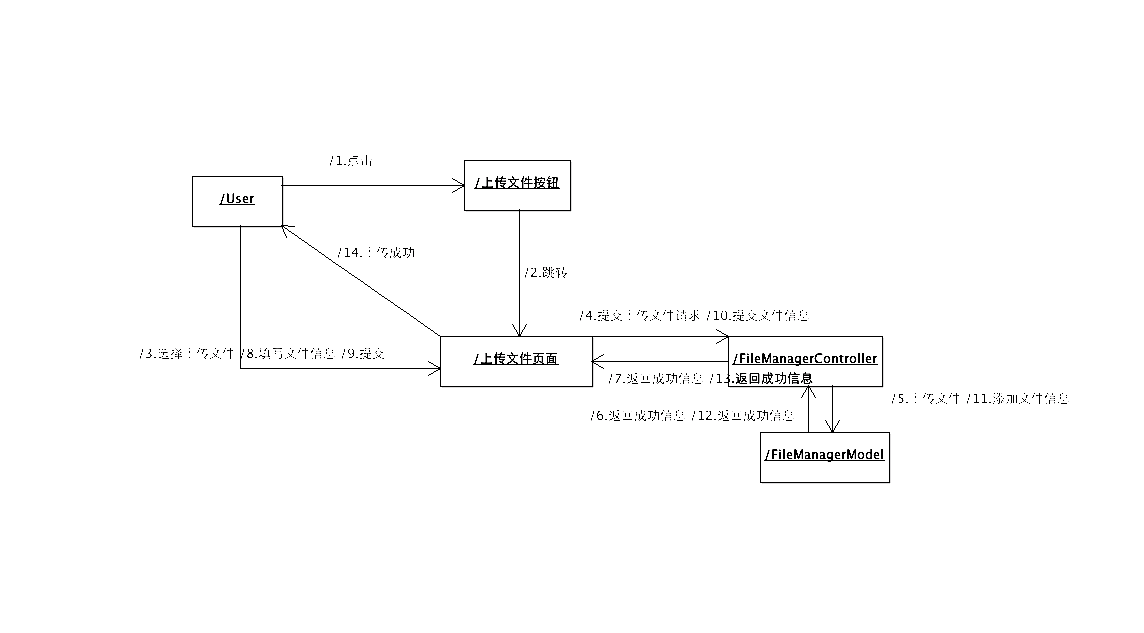 /1.点击
/上传文件按钮
/User
/14.上传成功
/2.跳转
/4.提交上传文件请求 /10.提交文件信息
/3.选择上传文件 /8.填写文件信息 /9.提交
/上传文件页面
/FileManagerController
/7.返回成功信息 /13.返回成功信息
/5.上传文件 /11.添加文件信息
/6.返回成功信息 /12.返回成功信息
/FileManagerModel